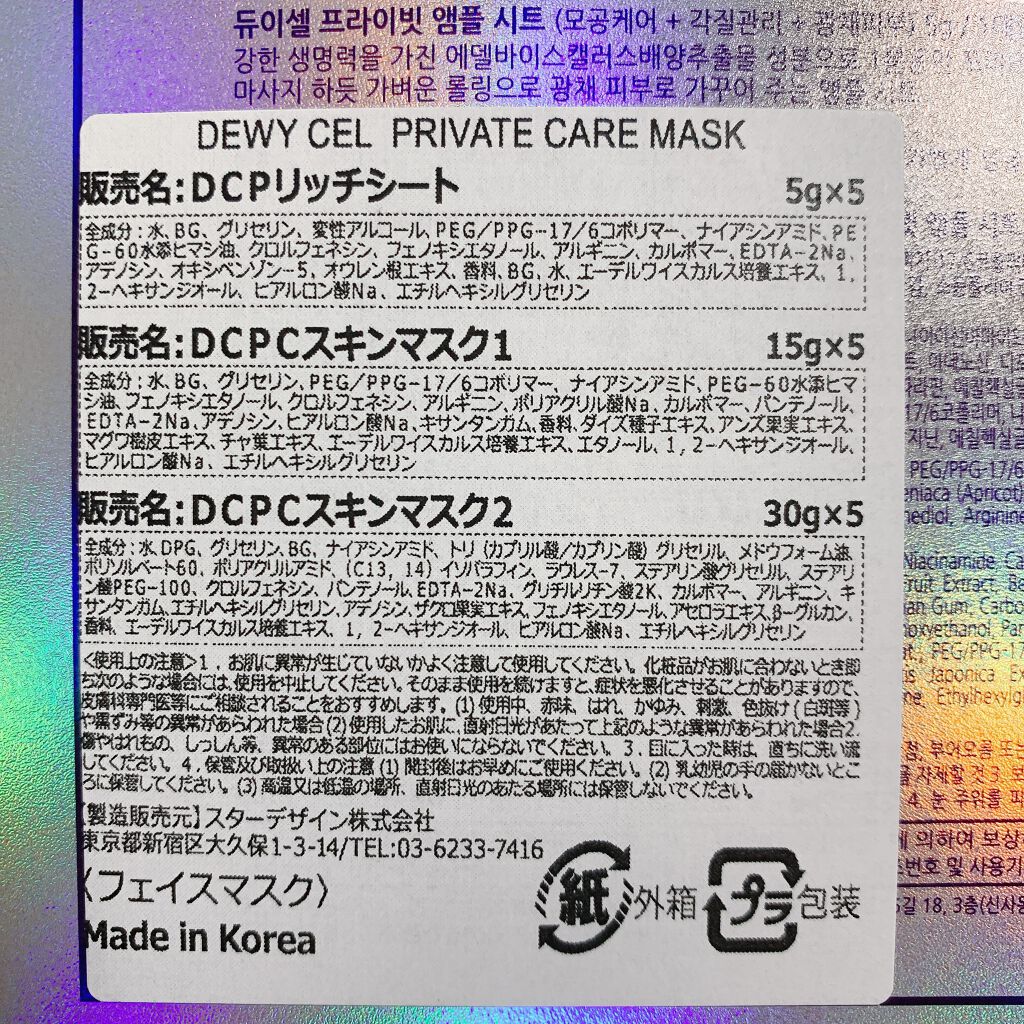 듀이셀 프라이빗 앰플 시트 (모공케어 + 각질관리 + 광채피부) 5g /
강한 생명력을 가진 에델바이스캘러스배양추출물 성분으로
마사지 하듯 가벼운 롤링으로 광채 피부로 가꾸어 주는 앰플 시트
DEWY CEL PRIVATE CARE MASK
販売名:DCPリッチシート 5g×5
全成分:水、BG、グリセリン、変性アルコール、PEG/PPG-17/6コポリマー、ナイアシンアミド、PE
G-60水添ヒマシ油、クロルフェネシン、フェノキシエタノール、アルギニン、カルボマー、EDTA-2Na、
アデノシン、オキシベンゾン-5、オウレン根エキス、香料、BG、水、エーデルワイスカルス培養エキス、1,
2-ヘキサンジオール、ヒアルロン酸Na、エチルヘキシルグリセリン
販売名:DCPCスキンマスク1 15g×5
全成分:水、BG、グリセリン、PEG/PPG-17/6コポリマー、ナイアシンアミド、PEG-60水添ヒマ
シ油、フェノキシエタノール、クロルフェネシン、アルギニン、ポリアクリル酸Na、カルボマー、パンテノール、
EDTA-2Na、アデノシン、ヒアルロン酸Na、キサンタンガム、香料、ダイズ種子エキス、アンズ果実エキス、
マグワ樹皮エキス、チャ葉エキス、エーデルワイスカルス培養エキス、エタノール、1,2-ヘキサンジオール、
ヒアルロン酸Na、エチルヘキシルグリセリン
販売名:DCPCスキンマスク2 30g×5
全成分:水、DPG、グリセリン、BG、ナイアシンアミド、トリ(カプリル酸/カプリン酸)グリセリル、メドウフォーム油、
ポリソルベート60、ポリアクリルアミド、(C13,14)イソパラフィン、ラウレス-7、ステアリン酸グリセリル、ステアリ
ン酸PEG-100、クロルフェネシン、パンテノール、EDTA-2Na、グリチルリチン酸2K、カルボマー、アルギニン、キ
サンタンガム、エチルヘキシルグリセリン、アデノシン、ザクロ果実エキス、フェノキシエタノール、アセロラエキス、β-グルカン、
香料、エーデルワイスカルス培養エキス、1,2-ヘキサンジオール、ヒアルロン酸Na、エチルヘキシルグリセリン
<使用上の注意>1.お肌に異常が生じていないかよく注意して使用してください。化粧品がお肌に合わないとき即
ち次のような場合には、使用を中止してください。そのまま使用を続けますと、症状を悪化させることがありますので、
皮膚科専門医等にご相談されることをおすすめします。(1)使用中、赤味、はれ、かゆみ、刺激、色抜け(白斑等)
や黒ずみ等の異常があらわれた場合(2)使用したお肌に、直射日光があたって上記のような異常があらわれた場合2.
傷やはれもの、しっしん等、異常のある部位にはお使いにならないでください。3.目に入った時は、直ちに洗い流
してください。4.保管及び取扱い上の注意(1)開封後はお早めにご使用ください。(2)乳幼児の手の届かないとこ
ろに保管してください。(3)高温又は低温の場所、直射日光のあたる場所には保管しないでください。
【製造販売元】スターデザイン株式会社
東京都新宿区大久保1-3-14/TEL:03-6233-7416
〈フェイスマスク〉
Made in Korea
紙 外箱 プラ 包装
17/6코폴리머,
PEG/PPG-17/6
(Apricot)
Arginine
Niacinamide,
Fruit Extract,
Gum,
PEG/PPG-17
Japonica
4. 눈 주위를
의하여 보상
및 사용기
길 18, 3층(신사동